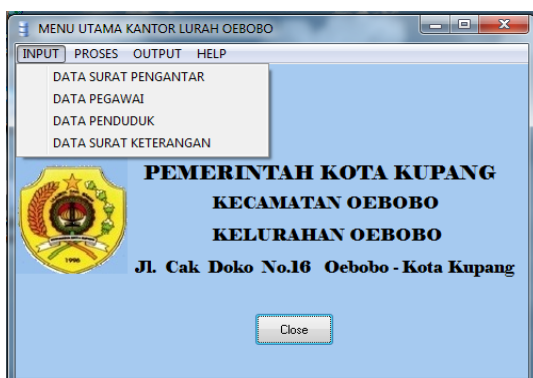 MENU UTAMA KANTOR LURAH OEBOBO
INPUT PROSES OUTPUT HELP
DATA SURAT PENGANTAR
DATA PEGAWAI
DATA PENDUDUK
DATA SURAT KETERANGAN
PEMERINTAH KOTA KUPANG
KECAMATAN OEBOBO
KELURAHAN OEBOBO
Jl. Cak Doko No.16 Oebobo - Kota Kupang
1996
Close